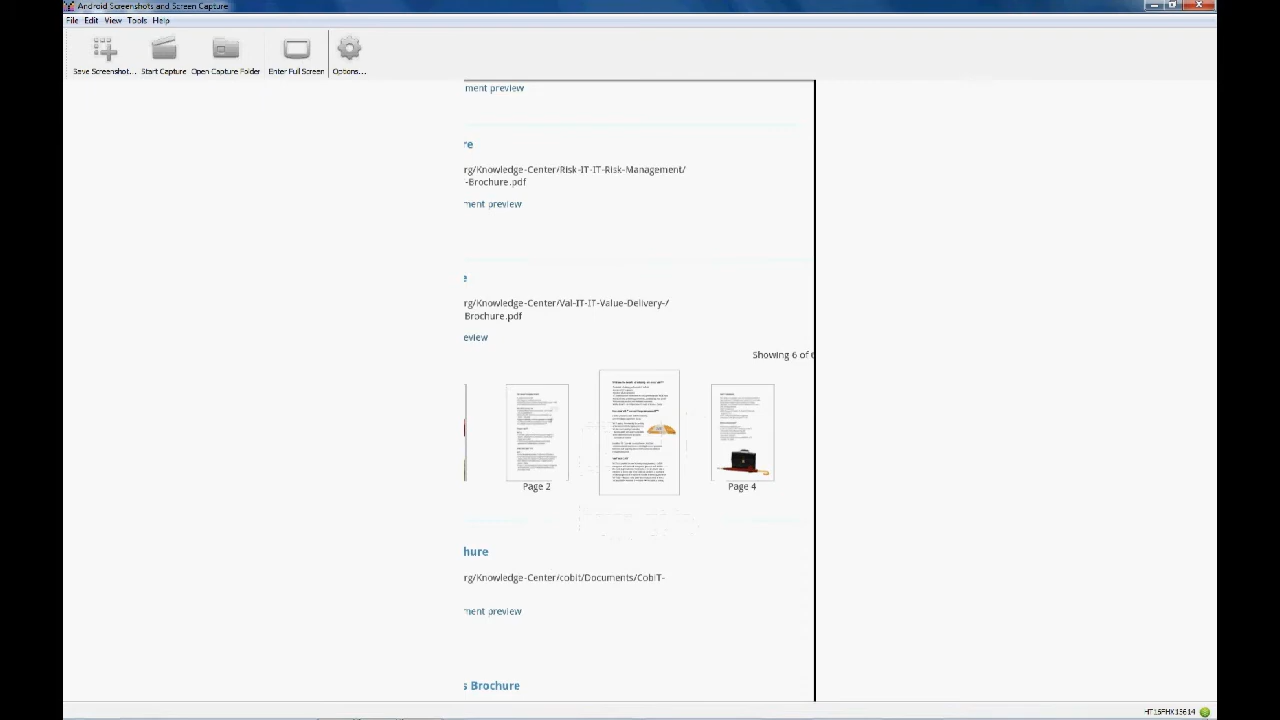 Android Screenshots and Screen Capture
File Edit View Tools Help
Save Screenshot... Start Capture Open Capture Folder Enter Full Screen Options...
ment preview
re
rg/Knowledge-Center/Risk-IT-IT-Risk-Management/
-Brochure.pdf
ment preview
e
rg/Knowledge-Center/Val-IT-IT-Value-Delivery-/
Brochure.pdf
eview
Showing 6 of 6
Page 2
Page 4
hure
rg/Knowledge-Center/cobit/Documents/CobiT-
ment preview
s Brochure